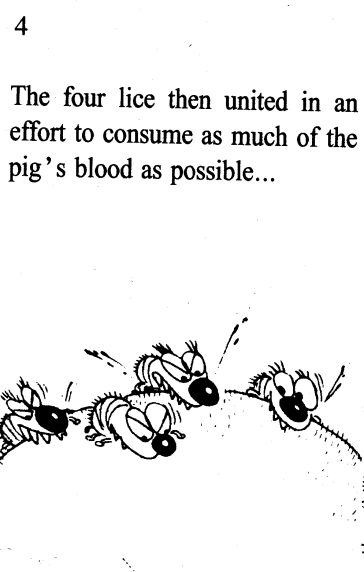 4
The four lice then united in an
effort to consume as much of the
pig's blood as possible...